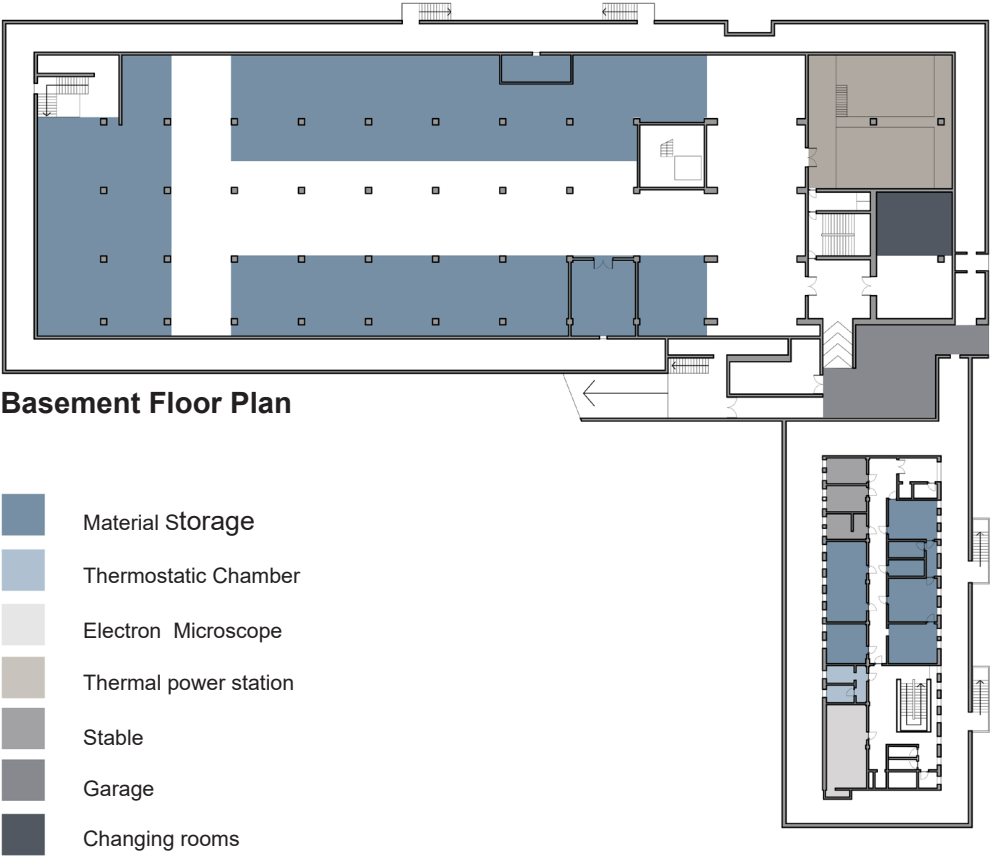 Basement Floor Plan
Material Storage
Thermostatic Chamber
Electron Microscope
Thermal power station
Stable
Garage
Changing rooms